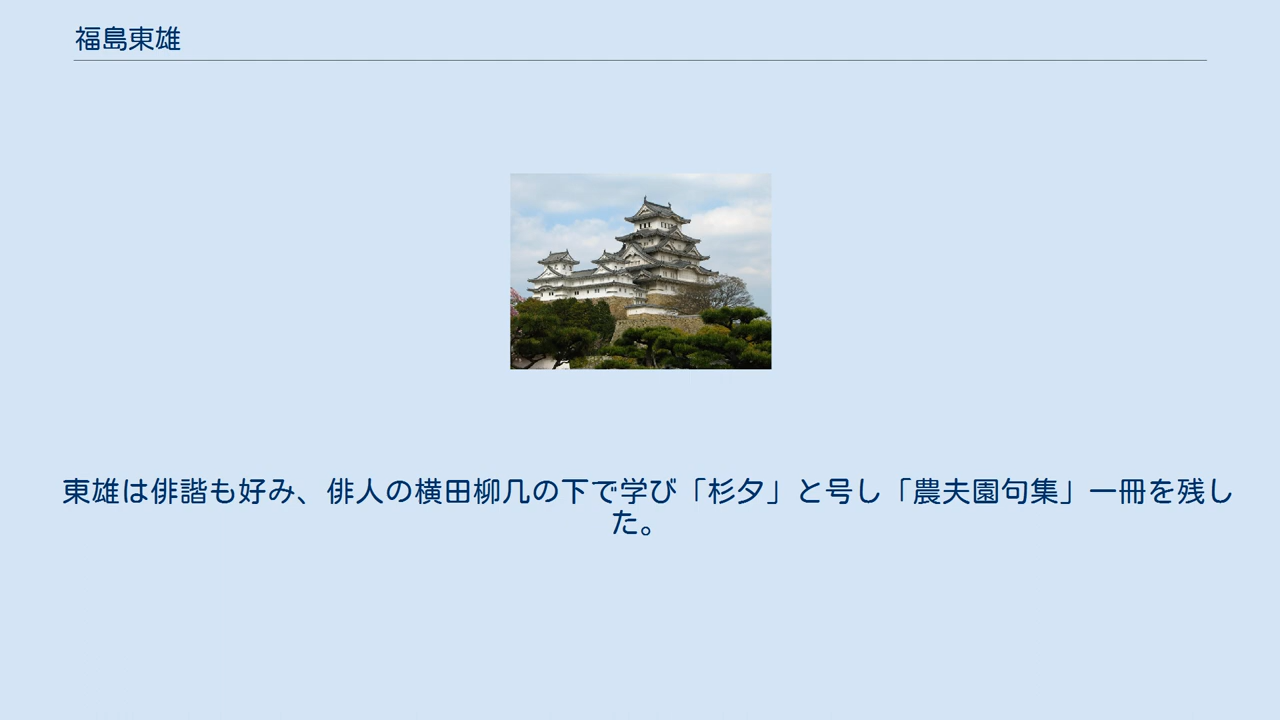 福島東雄
東雄は俳諧も好み、俳人の横田柳几の下で学び「杉夕」と号し「農夫園句集」一冊を残し
た。